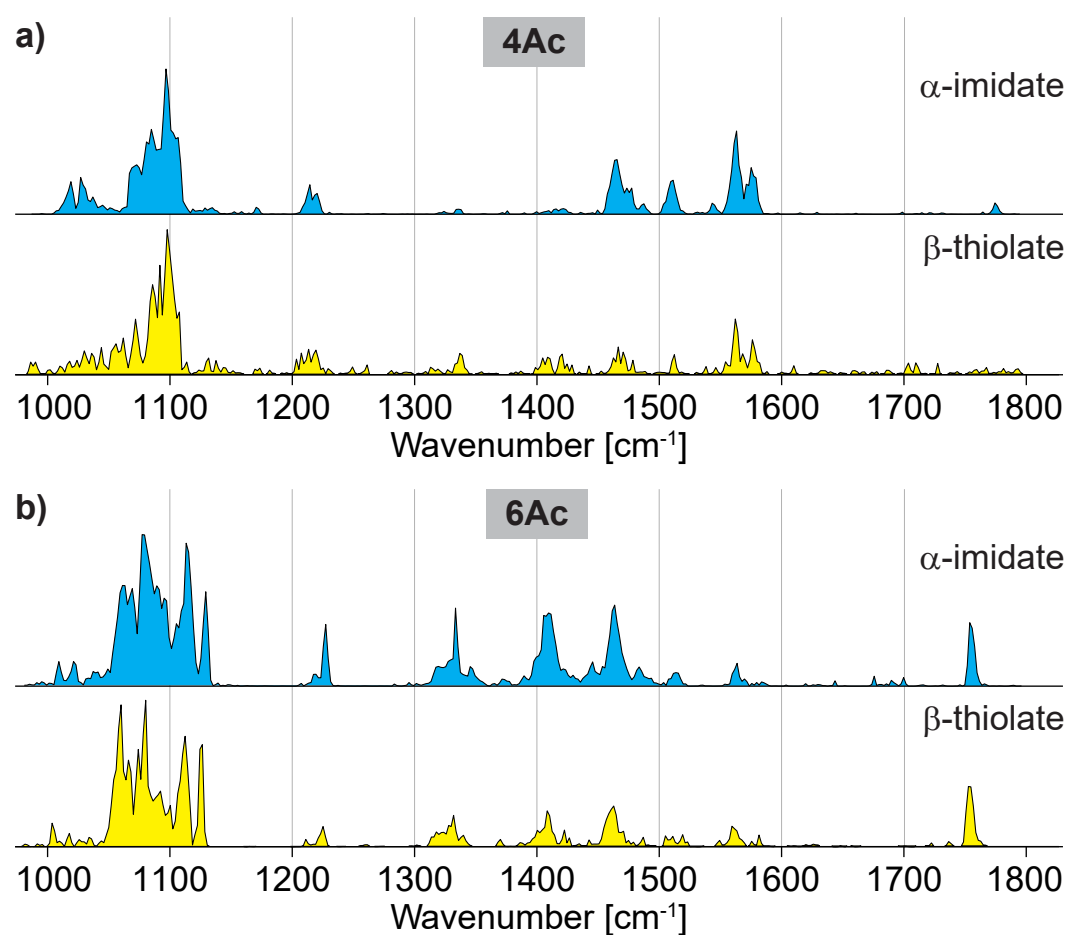 a)
4Ac
α-imidate
β-thiolate
1000 1100 1200 1300 1400 1500 1600 1700 1800
Wavenumber [cm⁻¹]
b)
6Ac
α-imidate
β-thiolate
1000 1100 1200 1300 1400 1500 1600 1700 1800
Wavenumber [cm⁻¹]